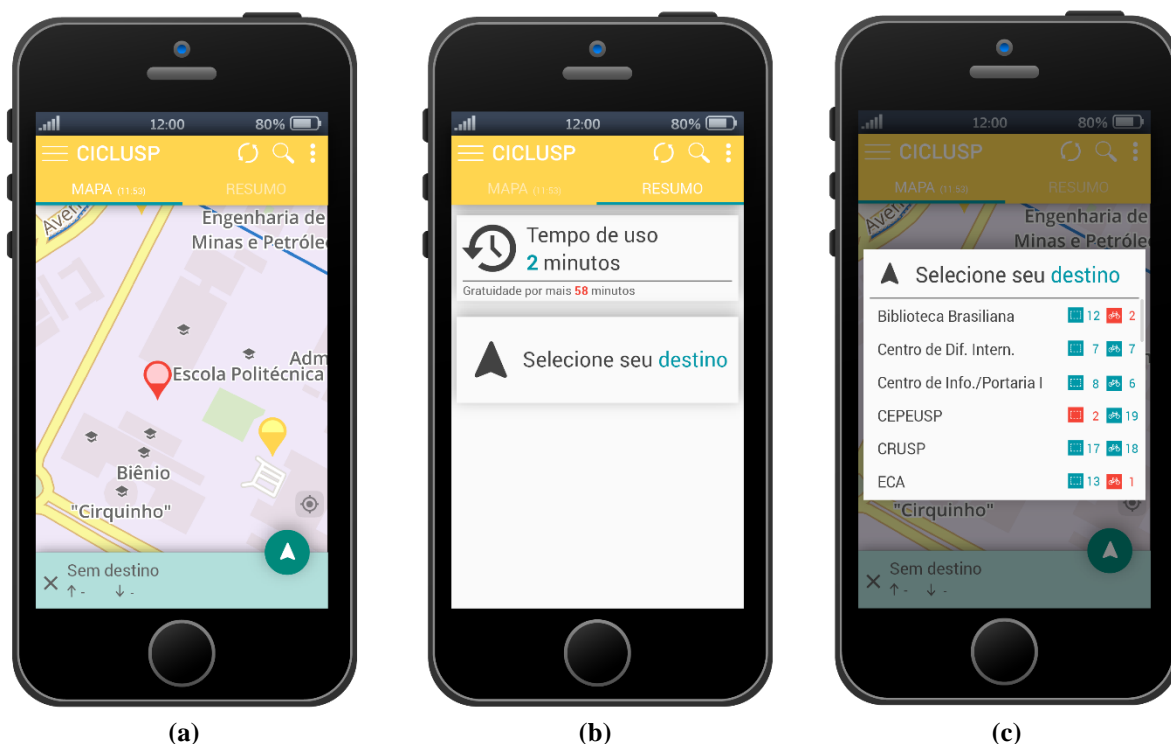 12:00 80%
CICLUSP
MAPA (11:53) RESUMO
Engenharia de
Minas e Petróle
Adm
Escola Politécnica
Biênio
"Cirquinho"
Sem destino
↑ - ↓ -
(a)
12:00 80%
CICLUSP
MAPA (11:53) RESUMO
Tempo de uso
2 minutos
Gratuidade por mais 58 minutos
Selecione seu destino
(b)
12:00 80%
CICLUSP
MAPA (11:53) RESUMO
Engenharia de
Minas e Petróle
Selecione seu destino
Biblioteca Brasiliana 12 2
Centro de Dif. Intern. 7 7
Centro de Info./Portaria I 8 6
CEPEUSP 2 19
CRUSP 17 18
ECA 13 1
"Cirquinho"
Sem destino
↑ - ↓ -
(c)